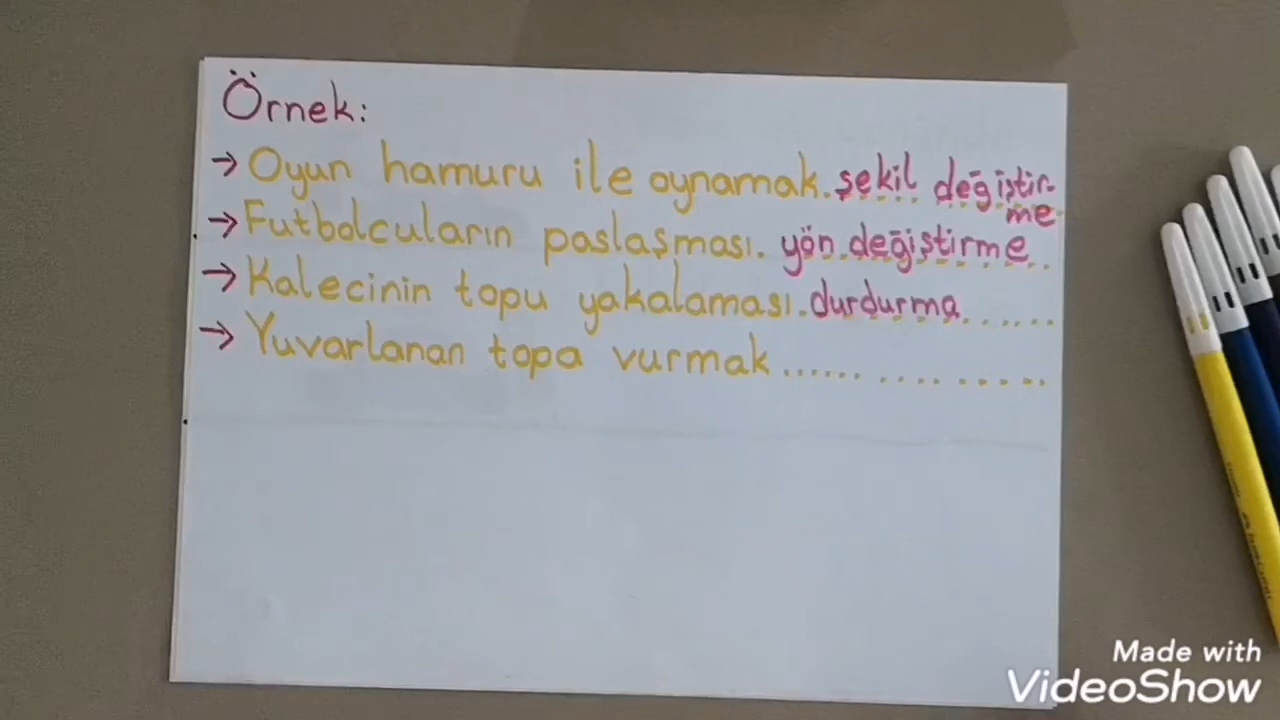 Örnek:
→ Oyun hamuru ile oynamak. şekil değiştir-
me
→ Futbolcuların paslaşması. yön değiştirme
→ Kalecinin topu yakalaması. durdurma......
→ Yuvarlanan topa vurmak ...............
Made with
VideoShow